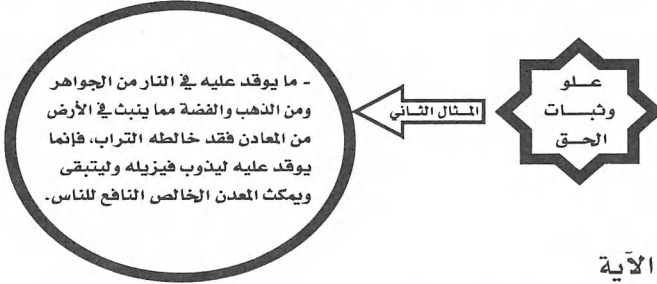 علو
وثبات
الحق
المثال الثاني
- ما يوقد عليه في النار من الجواهر
ومن الذهب والفضة مما ينبث في الأرض
من المعادن فقد خالطه التراب، فإنما
يوقد عليه ليذوب فيزيله وليتبقى
ويمكث المعدن الخالص النافع للناس.
الآية